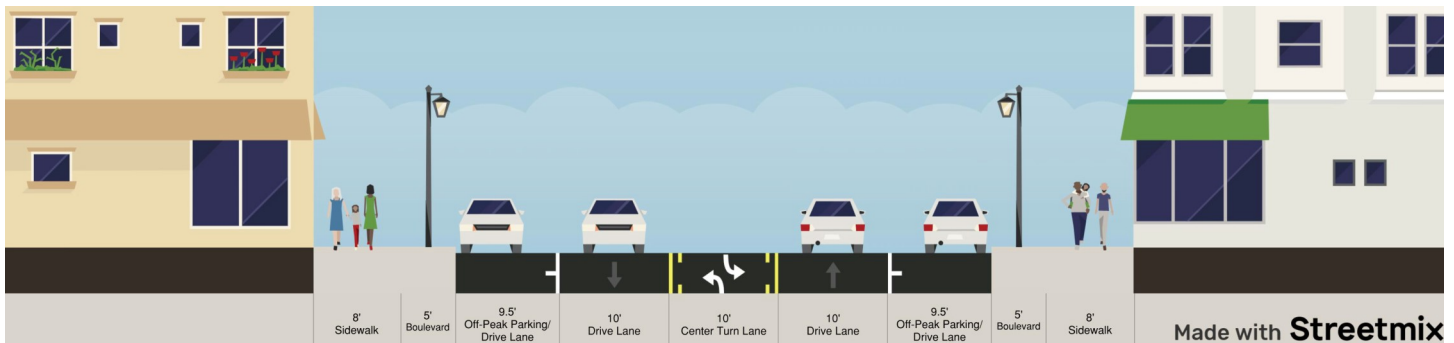 8'
Sidewalk
5'
Boulevard
9.5'
Off-Peak Parking/
Drive Lane
10'
Drive Lane
10'
Center Turn Lane
10'
Drive Lane
9.5'
Off-Peak Parking/
Drive Lane
5'
Boulevard
8'
Sidewalk
Made with Streetmix